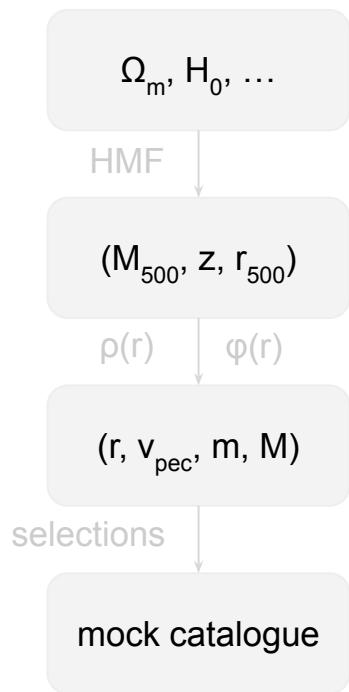 Ωₘ, H₀, …
HMF
(M₅₀₀, z, r₅₀₀)
ρ(r) φ(r)
(r, vₚₑc, m, M)
selections
mock catalogue